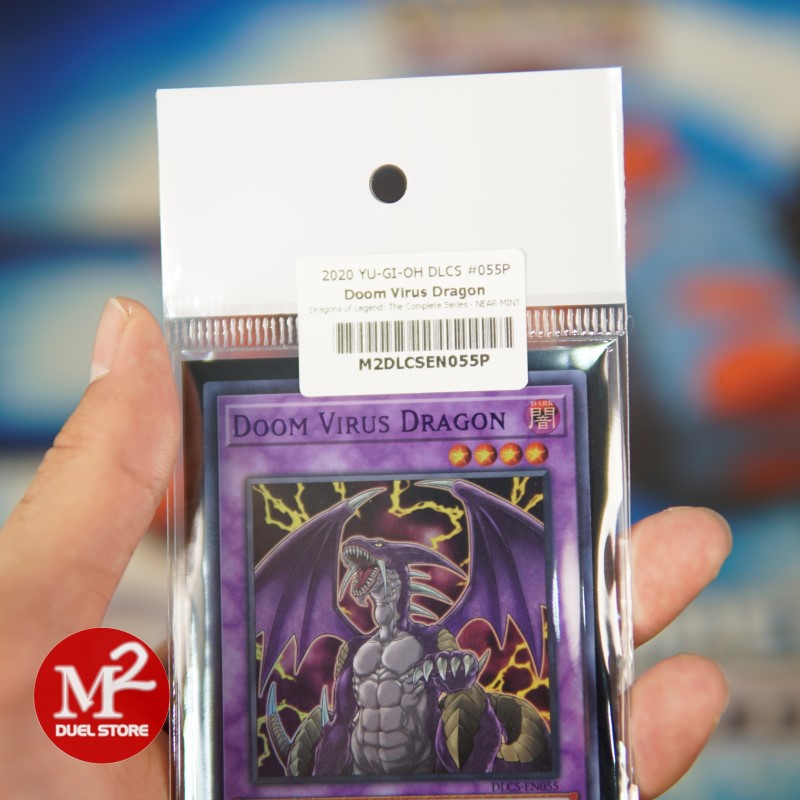 2020 YU-GI-OH DLCS #055P
Doom Virus Dragon
Dragons of Legend: The Complete Series - NEAR MINT
M2DLCSEN055P
DOOM VIRUS DRAGON
DARK
闇
DLCS-EN055
M2
DUEL STORE